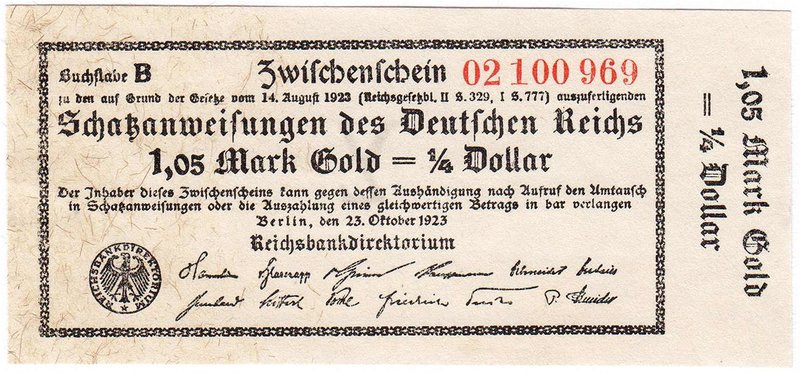 Buchstabe B Zwischenschein 02 100 969
zu den auf Grund der Gesetze vom 14. August 1923 (Reichsgesetzbl. II S. 329, I S. 777) auszufertigenden
Schatzanweisungen des Deutschen Reichs
1,05 Mark Gold = ¼ Dollar
Der Inhaber dieses Zwischenscheins kann gegen dessen Aushändigung nach Aufruf den Umtausch
in Schatzanweisungen oder die Auszahlung eines gleichwertigen Betrags in bar verlangen
Berlin, den 23. Oktober 1923
Reichsbankdirektorium
REICHSBANKDIREKTORIUM
1,05 Mark Gold
= ¼ Dollar